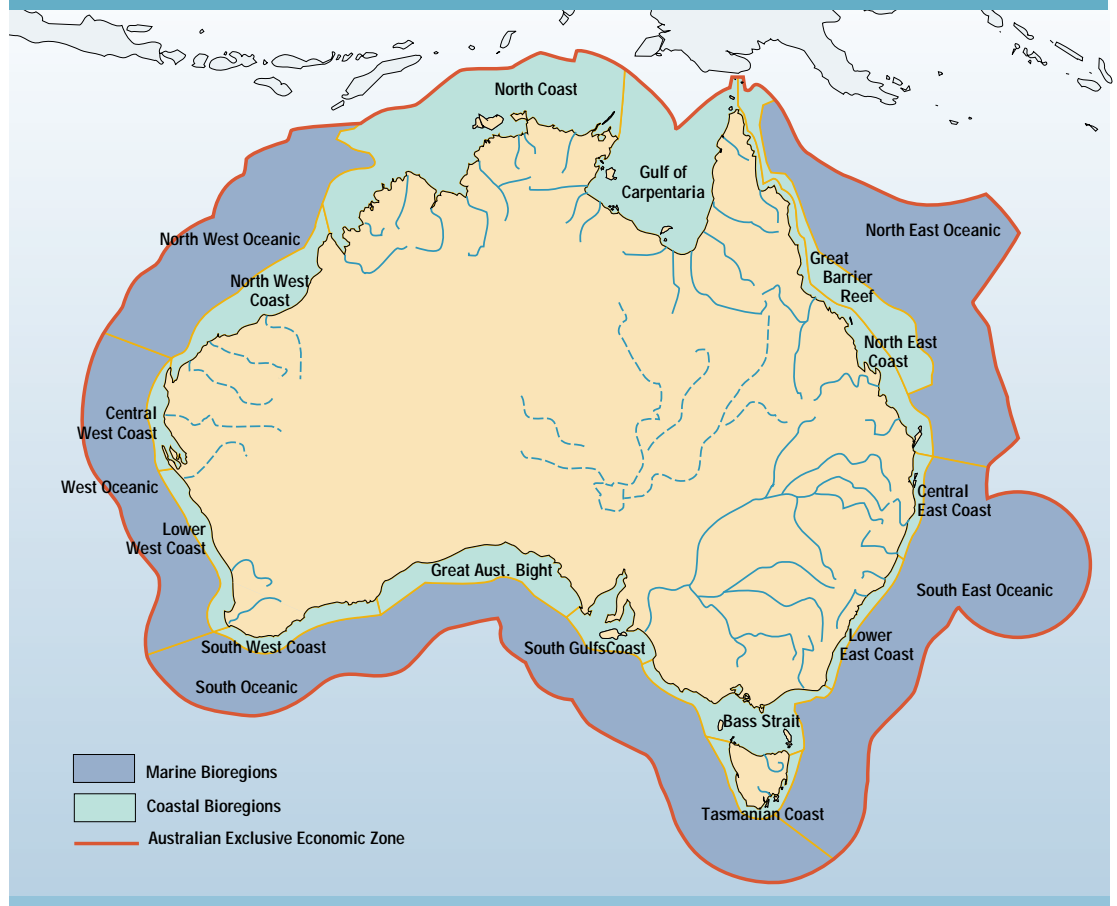 North Coast
Gulf of
Carpentaria
North West Oceanic
North East Oceanic
Great
Barrier
Reef
North West
Coast
North East
Coast
Central
West Coast
West Oceanic
Central
East Coast
Lower
West Coast
Great Aust. Bight
South East Oceanic
South West Coast
South GulfsCoast
Lower
East Coast
South Oceanic
Bass Strait
Marine Bioregions
Coastal Bioregions
Tasmanian Coast
Australian Exclusive Economic Zone